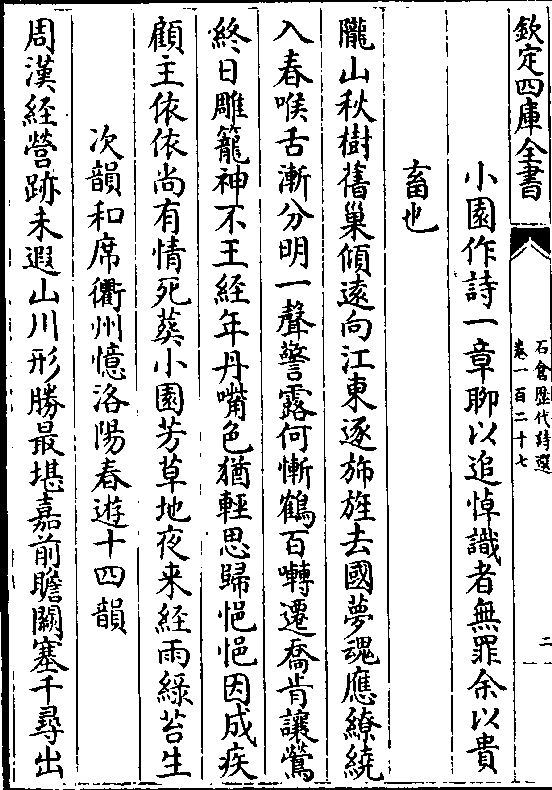 欽定四庫全書
石倉歷代詩選
卷一百二十七
二
小園作詩一章聊以追悼識者無罪余以貴
畜也
隴山秋樹舊巢傾遠向江東逐斾旌去國夢魂應繚繞
入春喉舌漸分明一聲警露何慚鶴百囀遷喬肯讓鶯
終日雕籠神不王經年丹嘴色猶輕思歸悒悒因成疾
顧主依依尚有情死葵小園芳草地夜来經雨綠苔生
次韻和席衢州憶洛陽春遊十四韻
周漢經營跡未遐山川形勝最堪嘉前瞻闕塞千尋出